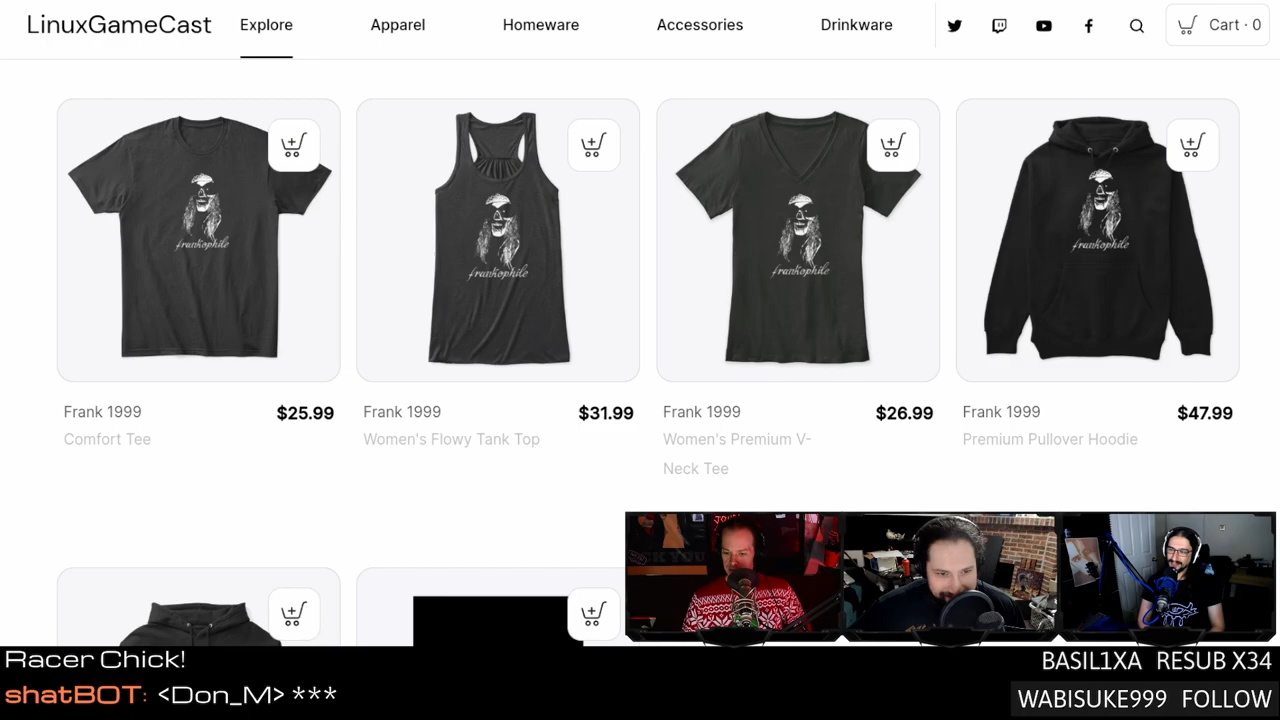 LinuxGameCast
Explore
Apparel
Homeware
Accessories
Drinkware
Cart · 0
frankophile
frankophile
frankophile
frankophile
Frank 1999
$25.99
Comfort Tee
Frank 1999
$31.99
Women's Flowy Tank Top
Frank 1999
$26.99
Women's Premium V-
Neck Tee
Frank 1999
$47.99
Premium Pullover Hoodie
Racer Chick!
BASIL1XA RESUB X34
shatBOT: <Don_M> ***
WABISUKE999 FOLLOW